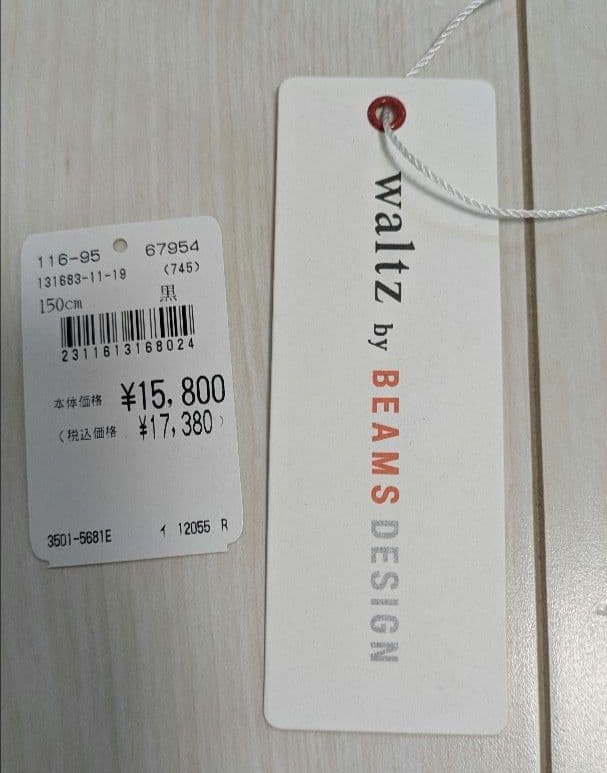 116-95 67954
131683-11-19 (745)
150cm 黒
2311613168024
本体価格 ¥15,800
(税込価格 ¥17,380)
3501-5681E イ 12055 R
waltz by BEAMS DESIGN